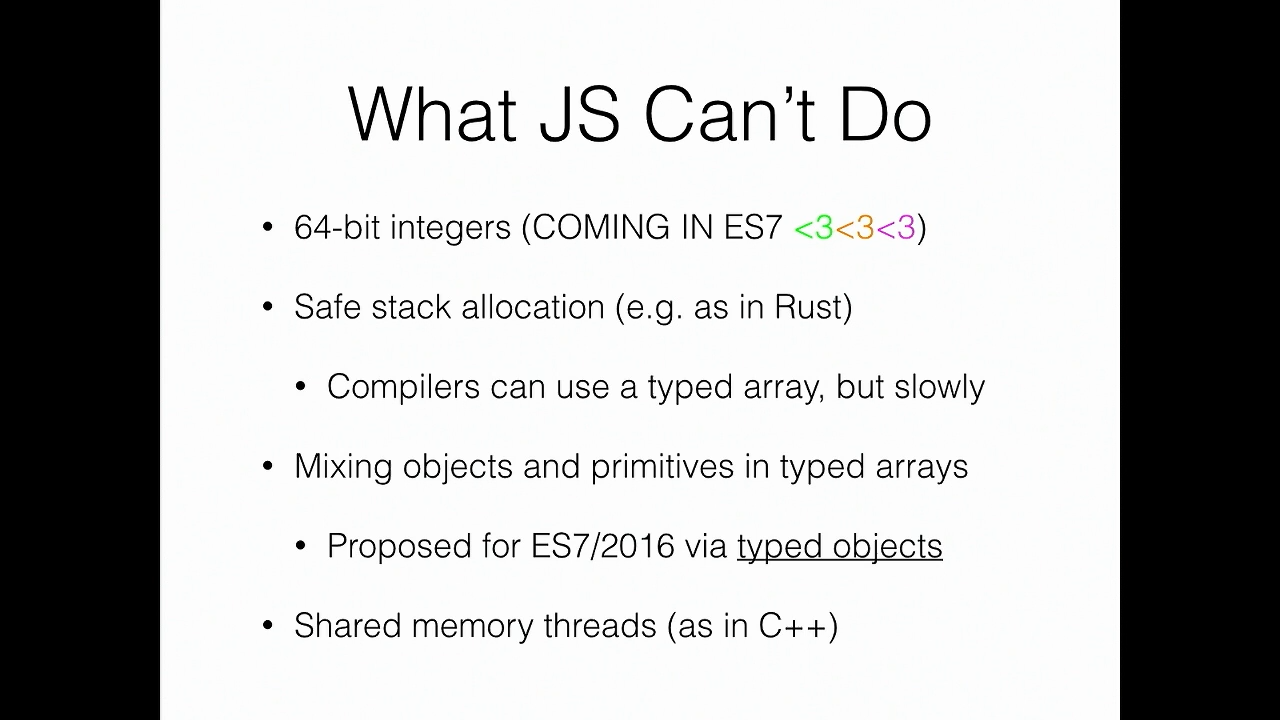 What JS Can’t Do
• 64-bit integers (COMING IN ES7 <3<3<3)
• Safe stack allocation (e.g. as in Rust)
• Compilers can use a typed array, but slowly
• Mixing objects and primitives in typed arrays
• Proposed for ES7/2016 via typed objects
• Shared memory threads (as in C++)